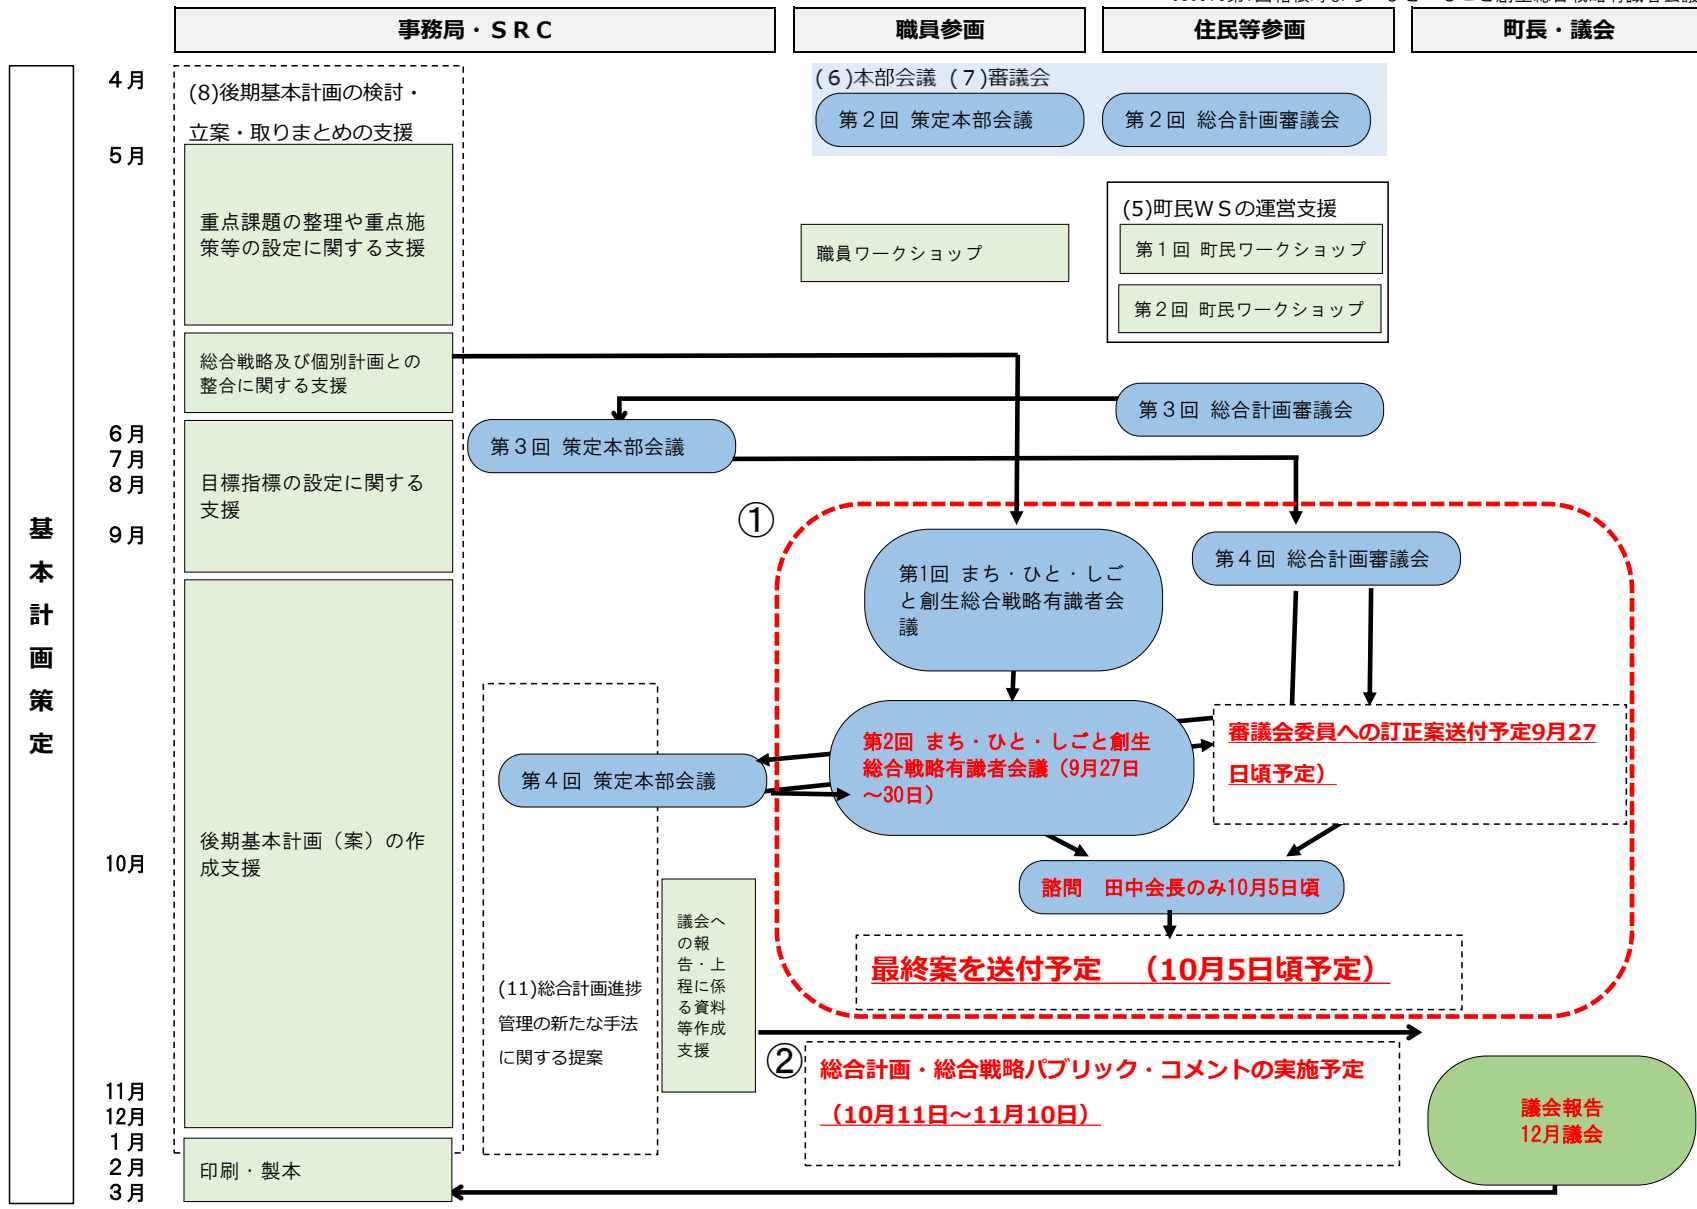 事務局・ＳＲＣ
職員参画
住民等参画
町長・議会
基本計画策定
４月
５月
６月
７月
８月
９月
10月
11月
12月
１月
２月
３月
(8)後期基本計画の検討・
立案・取りまとめの支援
重点課題の整理や重点施
策等の設定に関する支援
総合戦略及び個別計画との
整合に関する支援
目標指標の設定に関する
支援
後期基本計画（案）の作
成支援
印刷・製本
(６)本部会議 (７)審議会
第２回 策定本部会議
第２回 総合計画審議会
職員ワークショップ
(5)町民ＷＳの運営支援
第１回 町民ワークショップ
第２回 町民ワークショップ
第３回 総合計画審議会
第３回 策定本部会議
①
第1回 まち・ひと・しご
と創生総合戦略有識者会
議
第４回 総合計画審議会
第2回 まち・ひと・しごと創生
総合戦略有識者会議（9月27日
～30日）
審議会委員への訂正案送付予定9月27
日頃予定）
第４回 策定本部会議
諮問　田中会長のみ10月5日頃
最終案を送付予定　（10月5日頃予定）
(11)総合計画進捗
管理の新たな手法
に関する提案
議会へ
の報
告・上
程に係
る資料
等作成
支援
②
総合計画・総合戦略パブリック・コメントの実施予定
（10月11日～11月10日）
議会報告
12月議会